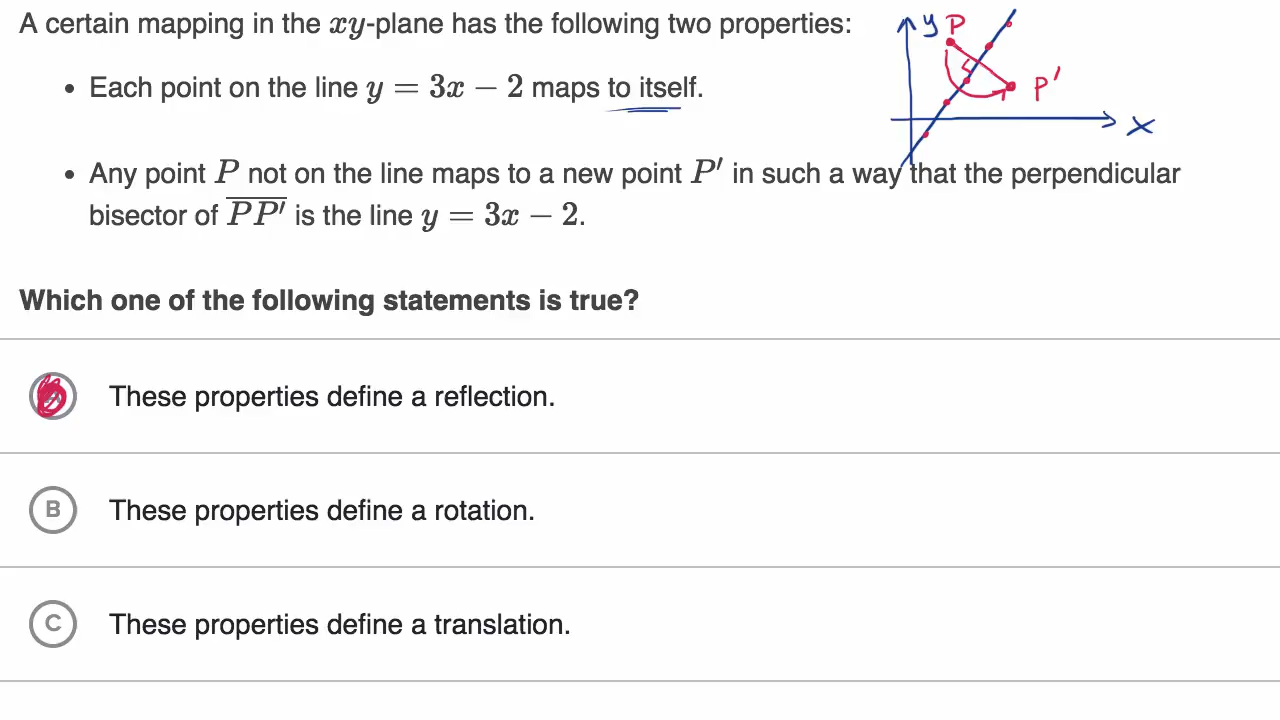 A certain mapping in the xy-plane has the following two properties:
y P
• Each point on the line y = 3x − 2 maps to itself.
P′
x
• Any point P not on the line maps to a new point P′ in such a way that the perpendicular
bisector of PP′ is the line y = 3x − 2.
Which one of the following statements is true?
These properties define a reflection.
B These properties define a rotation.
C These properties define a translation.